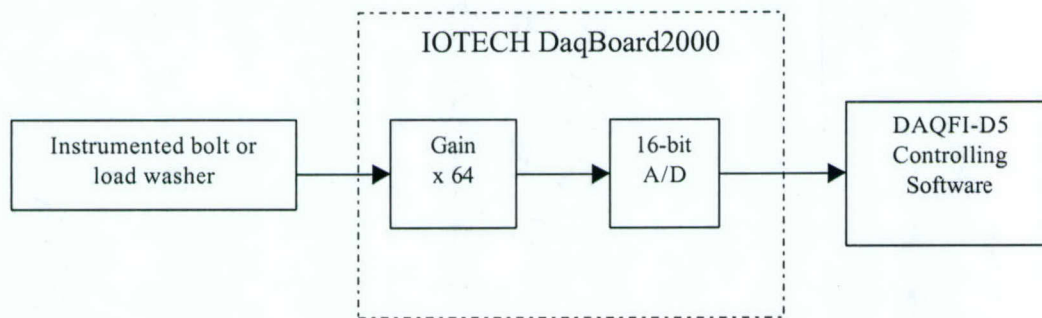 IOTECH DaqBoard2000
Instrumented bolt or
load washer
Gain
x 64
16-bit
A/D
DAQFI-D5
Controlling
Software